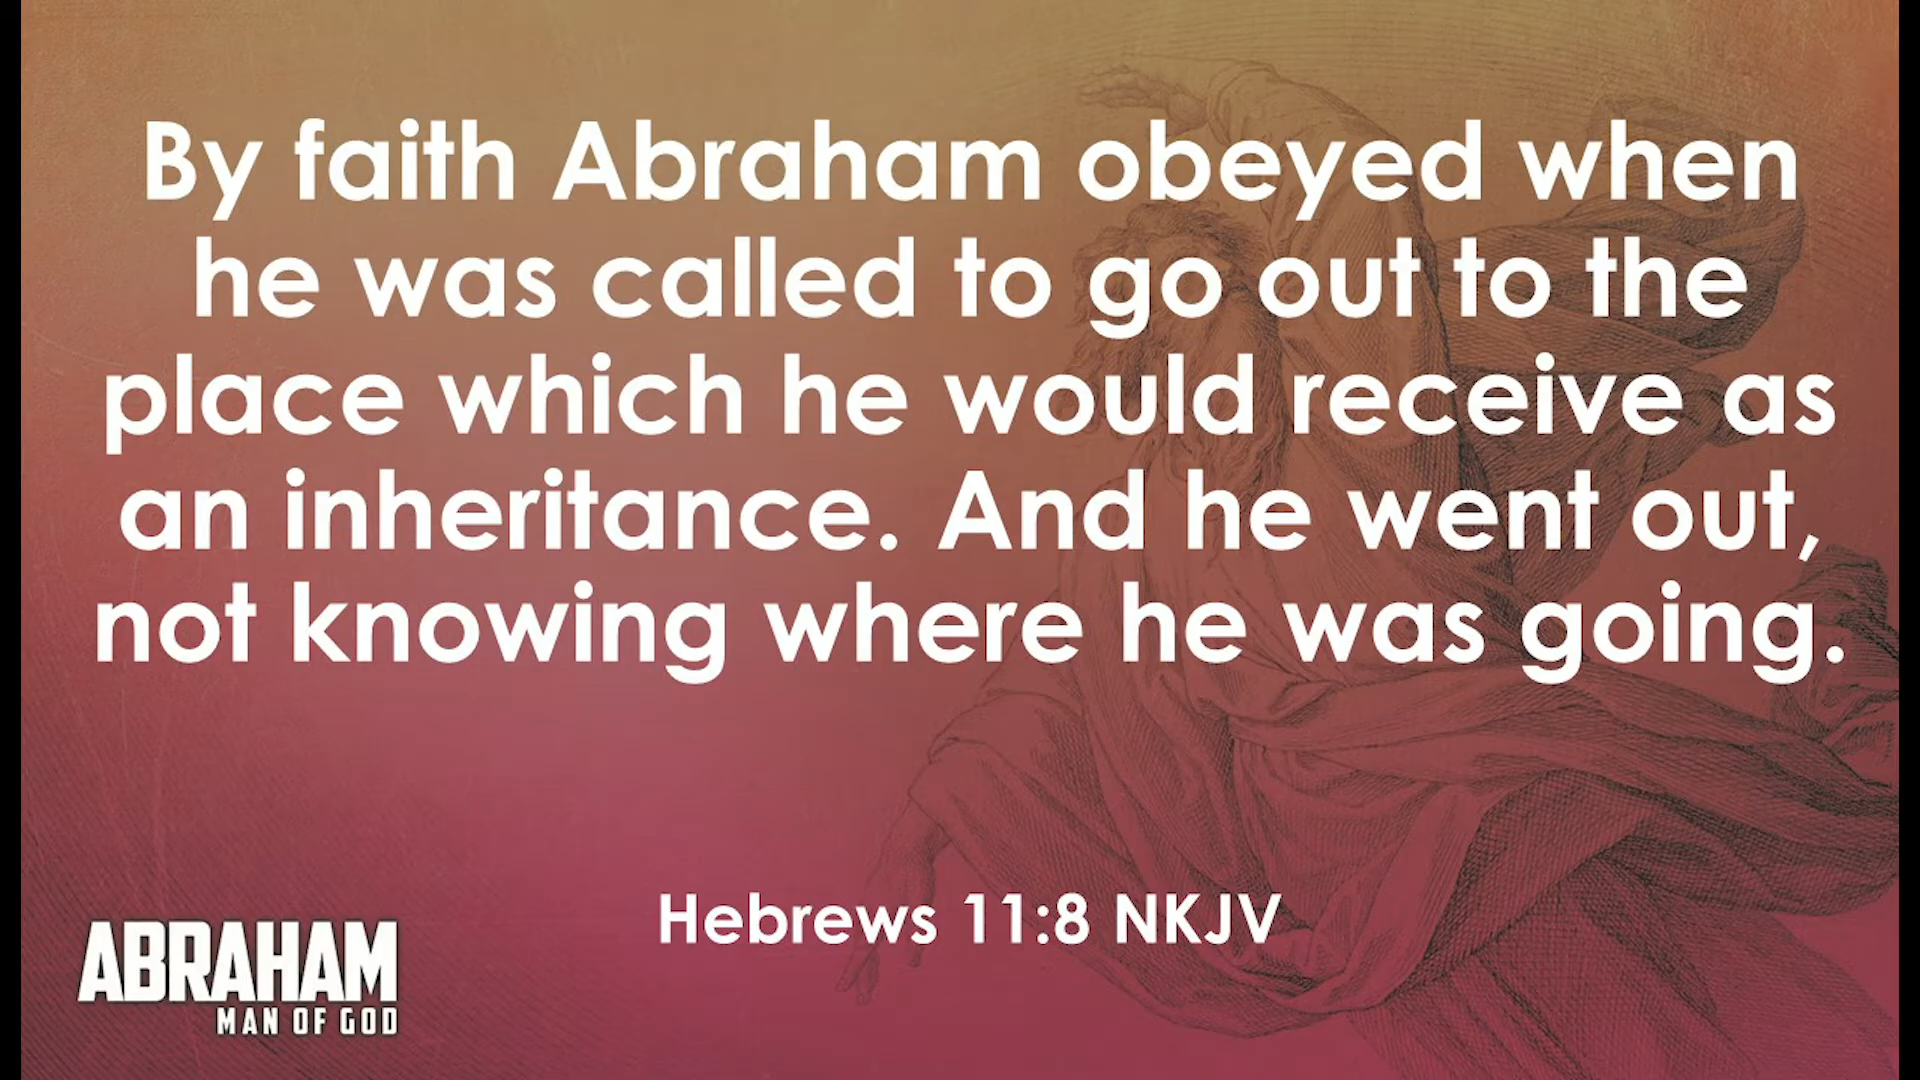 By faith Abraham obeyed when
he was called to go out to the
place which he would receive as
an inheritance. And he went out,
not knowing where he was going.
Hebrews 11:8 NKJV
ABRAHAM
MAN OF GOD